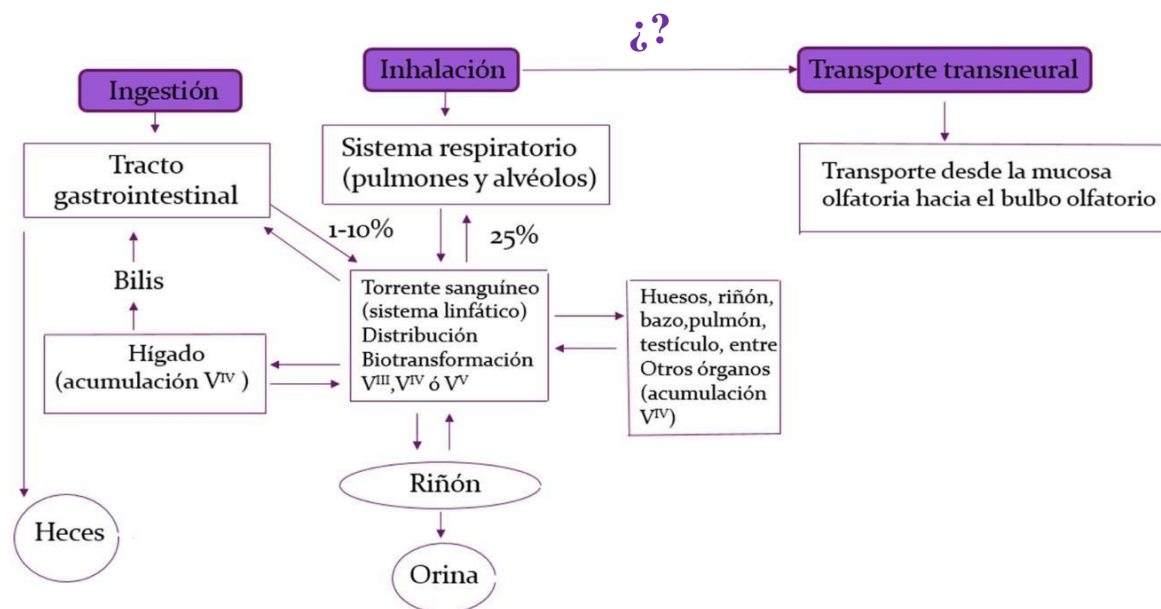 ¿?
Ingestión
Inhalación
Transporte transneural
Tracto
gastrointestinal
Sistema respiratorio
(pulmones y alvéolos)
Transporte desde la mucosa
olfatoria hacia el bulbo olfatorio
1-10%
25%
Bilis
Torrente sanguíneo
(sistema linfático)
Distribución
Biotransformación
Vᴵᴵᴵ,Vᴵⱽ ó Vⱽ
Huesos, riñón,
bazo,pulmón,
testículo, entre
Otros órganos
(acumulación
Vᴵⱽ)
Hígado
(acumulación Vᴵⱽ )
Riñón
Heces
Orina